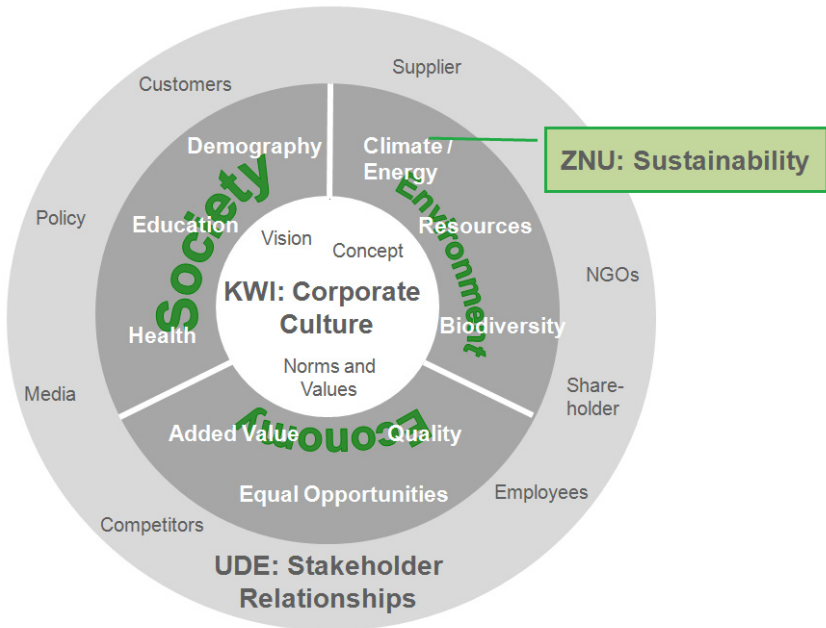 Supplier
Customers
Demography
Climate /
Energy
ZNU: Sustainability
Society
Environment
Policy
Education
Resources
Vision
Concept
NGOs
KWI: Corporate
Culture
Health
Biodiversity
Norms and
Values
Media
Share-
holder
Economy
Added Value
Quality
Equal Opportunities
Employees
Competitors
UDE: Stakeholder
Relationships